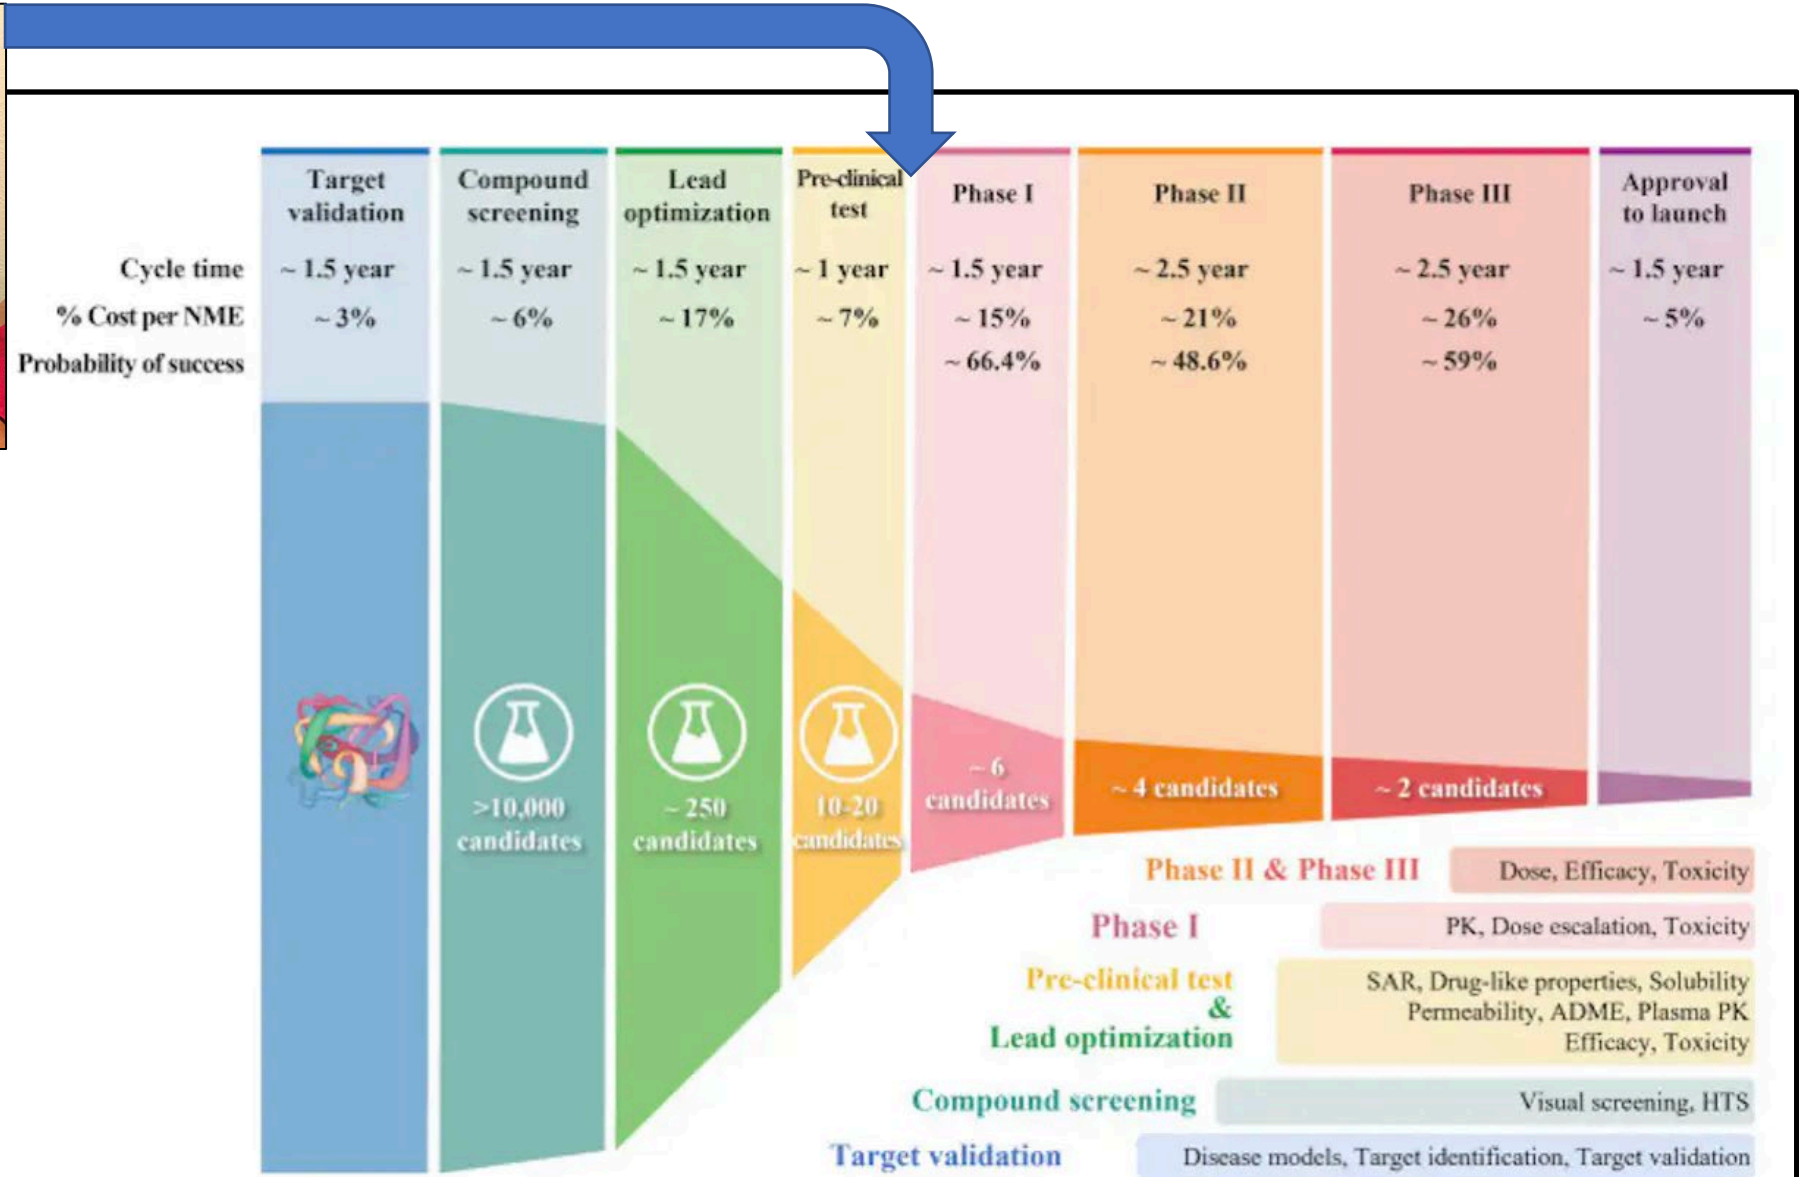 Target
validation
Compound
screening
Lead
optimization
Pre-clinical
test
Phase I
Phase II
Phase III
Approval
to launch
Cycle time ~ 1.5 year ~ 1.5 year ~ 1.5 year ~ 1 year ~ 1.5 year ~ 2.5 year ~ 2.5 year ~ 1.5 year
% Cost per NME ~ 3% ~ 6% ~ 17% ~ 7% ~ 15% ~ 21% ~ 26% ~ 5%
Probability of success ~ 66.4% ~ 48.6% ~ 59%
>10,000
candidates
~ 250
candidates
10-20
candidates
~ 6
candidates
~ 4 candidates
~ 2 candidates
Phase II & Phase III Dose, Efficacy, Toxicity
Phase I PK, Dose escalation, Toxicity
Pre-clinical test
&
Lead optimization
SAR, Drug-like properties, Solubility
Permeability, ADME, Plasma PK
Efficacy, Toxicity
Compound screening Visual screening, HTS
Target validation Disease models, Target identification, Target validation